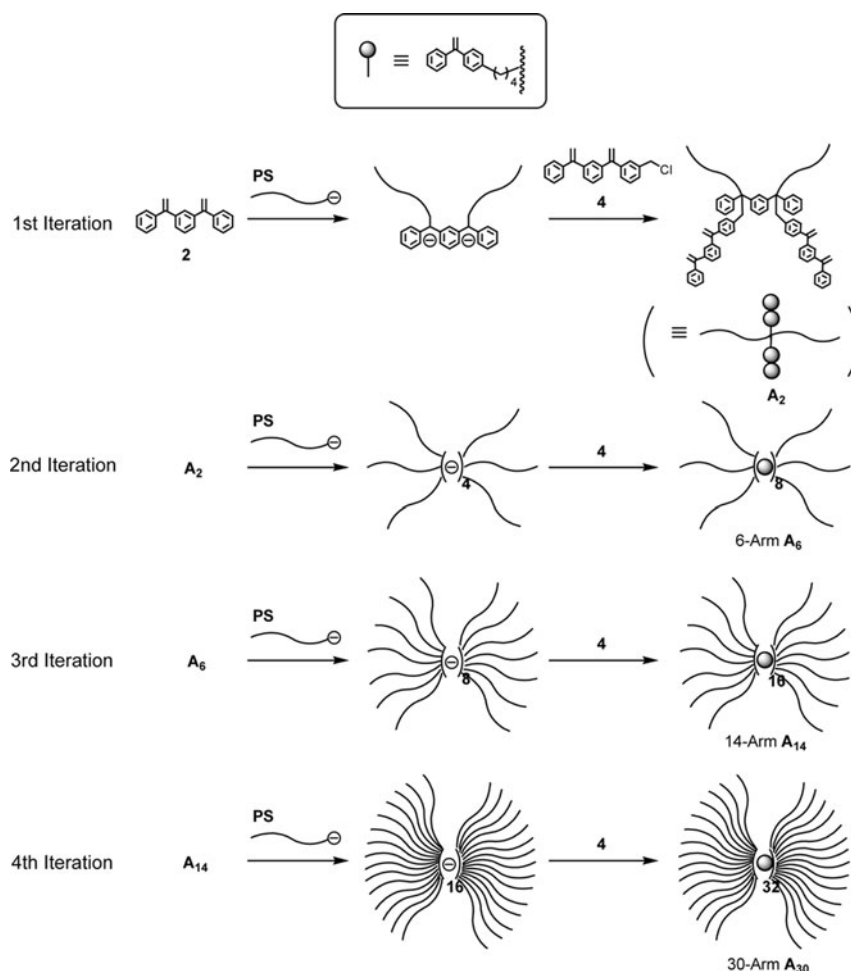 ≡
4
1st Iteration
2
PS
⊖
4
Cl
≡
A2
2nd Iteration
A2
PS
⊖
4
4
8
6-Arm A6
3rd Iteration
A6
PS
⊖
8
4
16
14-Arm A14
4th Iteration
A14
PS
⊖
16
4
32
30-Arm A30